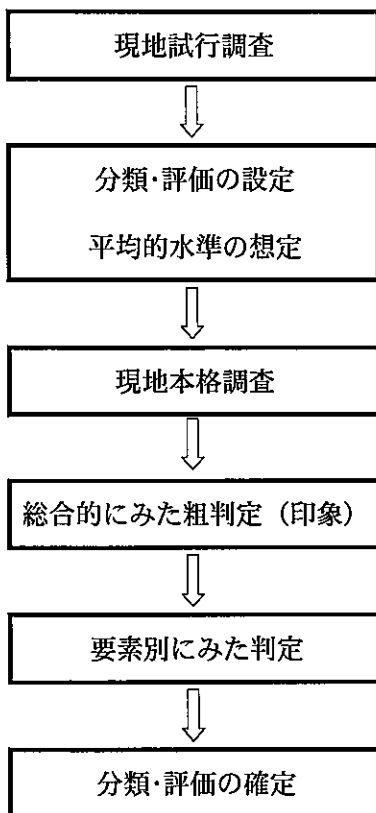 現地試行調査
分類・評価の設定
平均的水準の想定
現地本格調査
総合的にみた粗判定（印象）
要素別にみた判定
分類・評価の確定